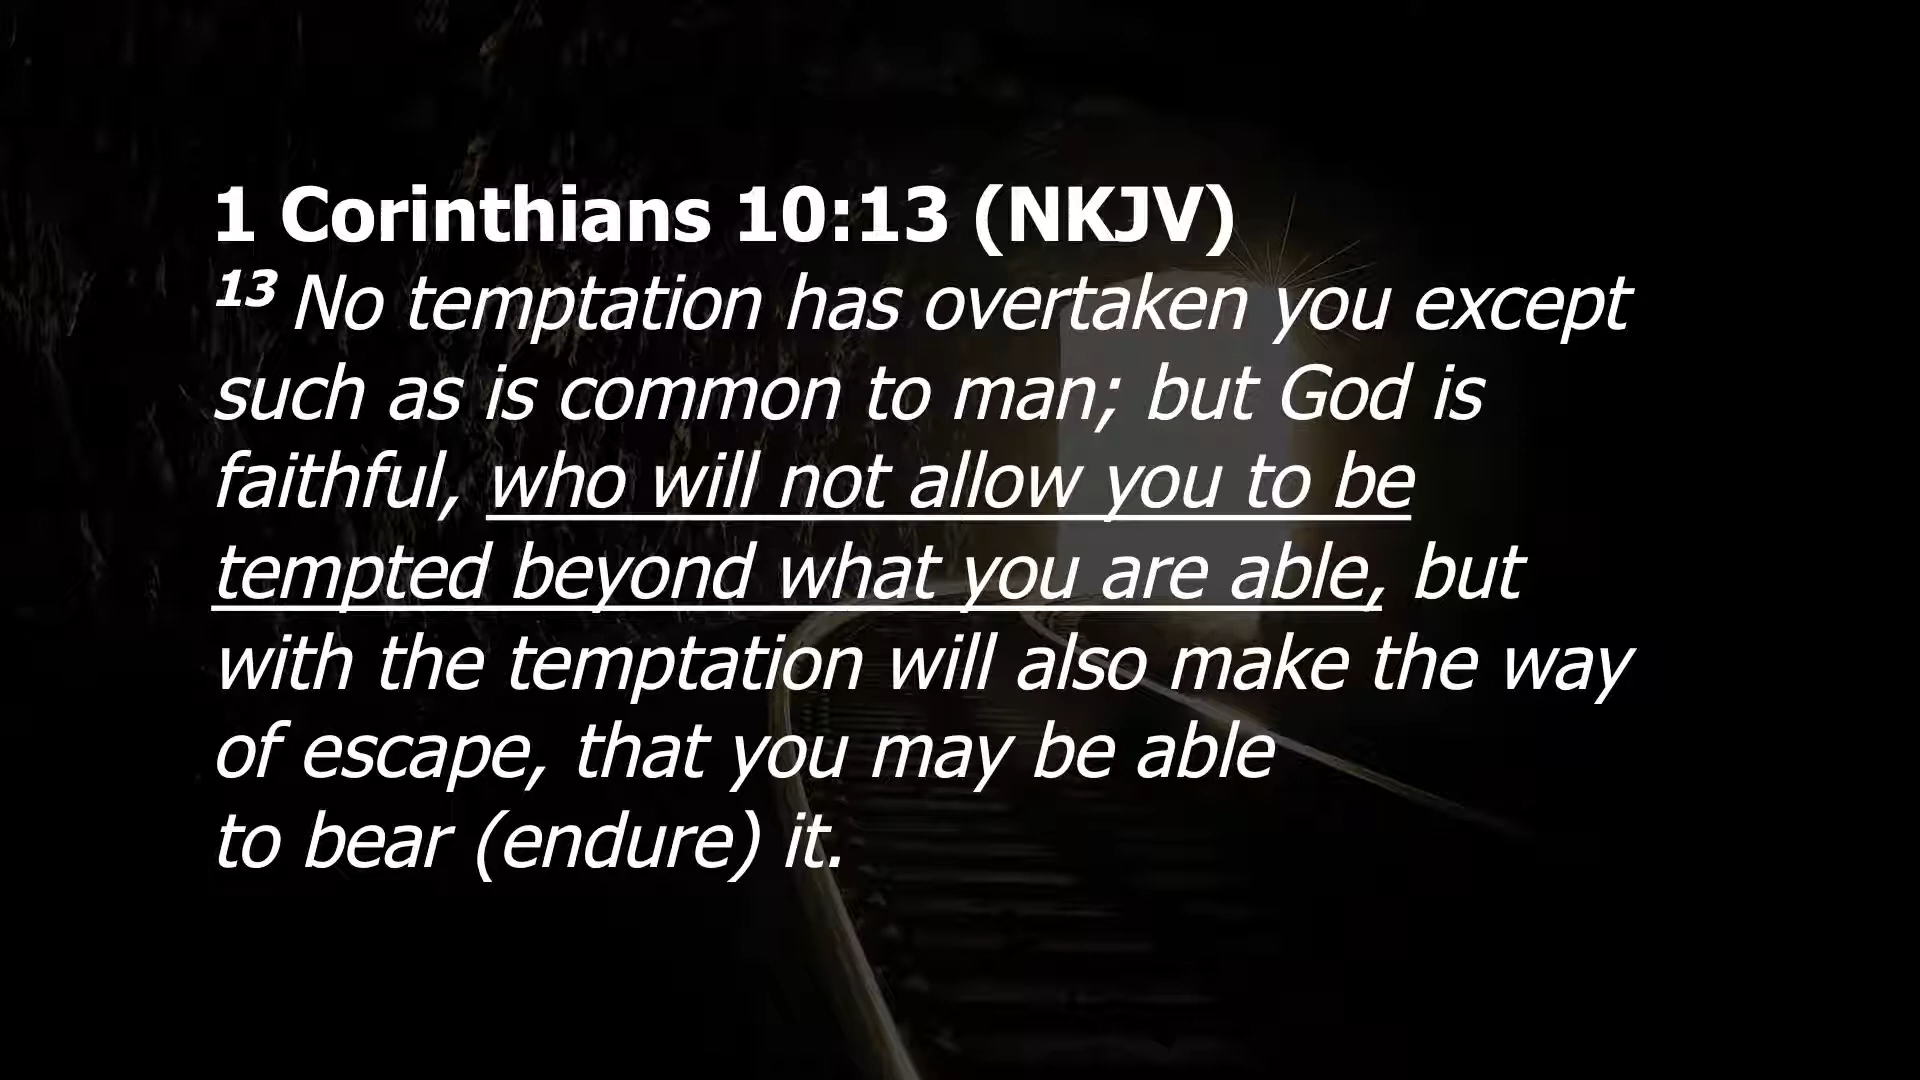 1 Corinthians 10:13 (NKJV)
13 No temptation has overtaken you except
such as is common to man; but God is
faithful, who will not allow you to be
tempted beyond what you are able, but
with the temptation will also make the way
of escape, that you may be able
to bear (endure) it.